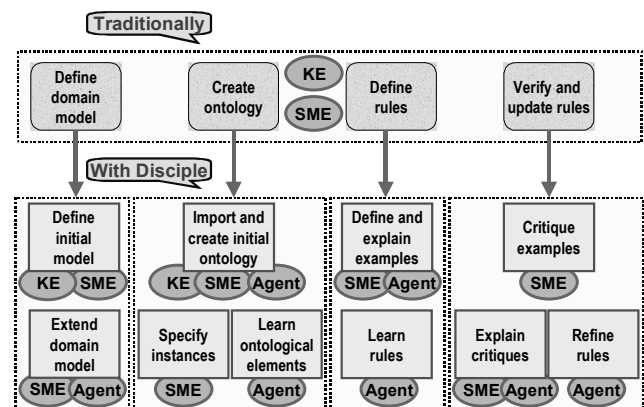 Traditionally
Define
domain
model
Create
ontology
KE
SME
Define
rules
Verify and
update rules
With Disciple
Define
initial
model
KE SME
Import and
create initial
ontology
KE SME Agent
Define and
explain
examples
SME Agent
Critique
examples
SME
Extend
domain
model
SME Agent
Specify
instances
SME
Learn
ontological
elements
Agent
Learn
rules
Agent
Explain
critiques
SME Agent
Refine
rules
Agent